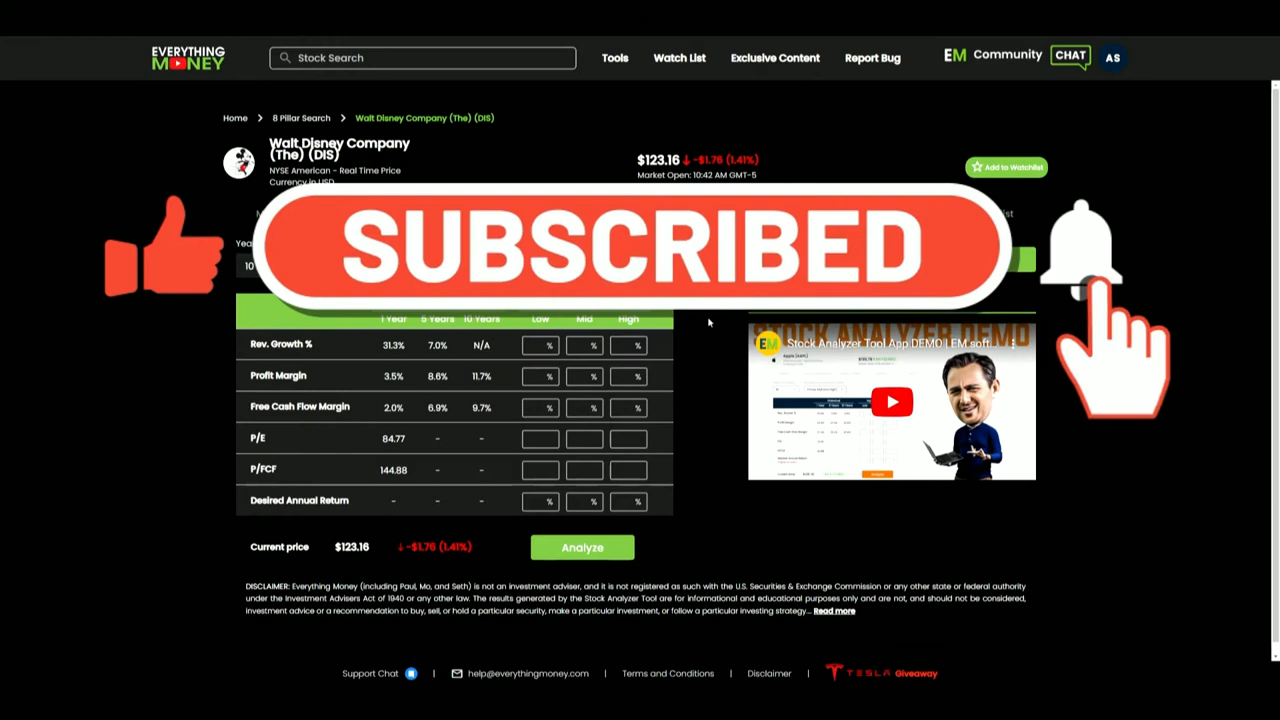 EVERYTHING MONEY
Stock Search
Tools
Watch List
Exclusive Content
Report Bug
EM Community CHAT
AS
Home > 8 Pillar Search > Walt Disney Company (The) (DIS)
Walt Disney Company
(The) (DIS)
NYSE American - Real Time Price
Currency in USD
$123.16 ↓ -$1.76 (1.41%)
Market Open: 10:42 AM GMT-5
Add to Watchlist
SUBSCRIBED
10
1 Year 5 Years 10 Years Low Mid High
Rev. Growth % 31.3% 7.0% N/A % % %
Profit Margin 3.5% 8.6% 11.7% % % %
Free Cash Flow Margin 2.0% 6.9% 9.7% % % %
P/E 84.77 - -
P/FCF 144.88 - -
Desired Annual Return - - - % % %
Current price $123.16 ↓ -$1.76 (1.41%)
Analyze
STOCK ANALYZER DEMO
EM Stock Analyzer Tool App DEMO | EM soft...
DISCLAIMER: Everything Money (including Paul, Mo, and Seth) is not an investment adviser, and it is not registered as such with the U.S. Securities & Exchange Commission or any other state or federal authority
under the Investment Advisers Act of 1940 or any other law. The results generated by the Stock Analyzer Tool are for informational and educational purposes only and are not, and should not be considered,
investment advice or a recommendation to buy, sell, or hold a particular security, make a particular investment, or follow a particular investing strategy... Read more
Support Chat | help@everythingmoney.com | Terms and Conditions | Disclaimer | TESLA Giveaway